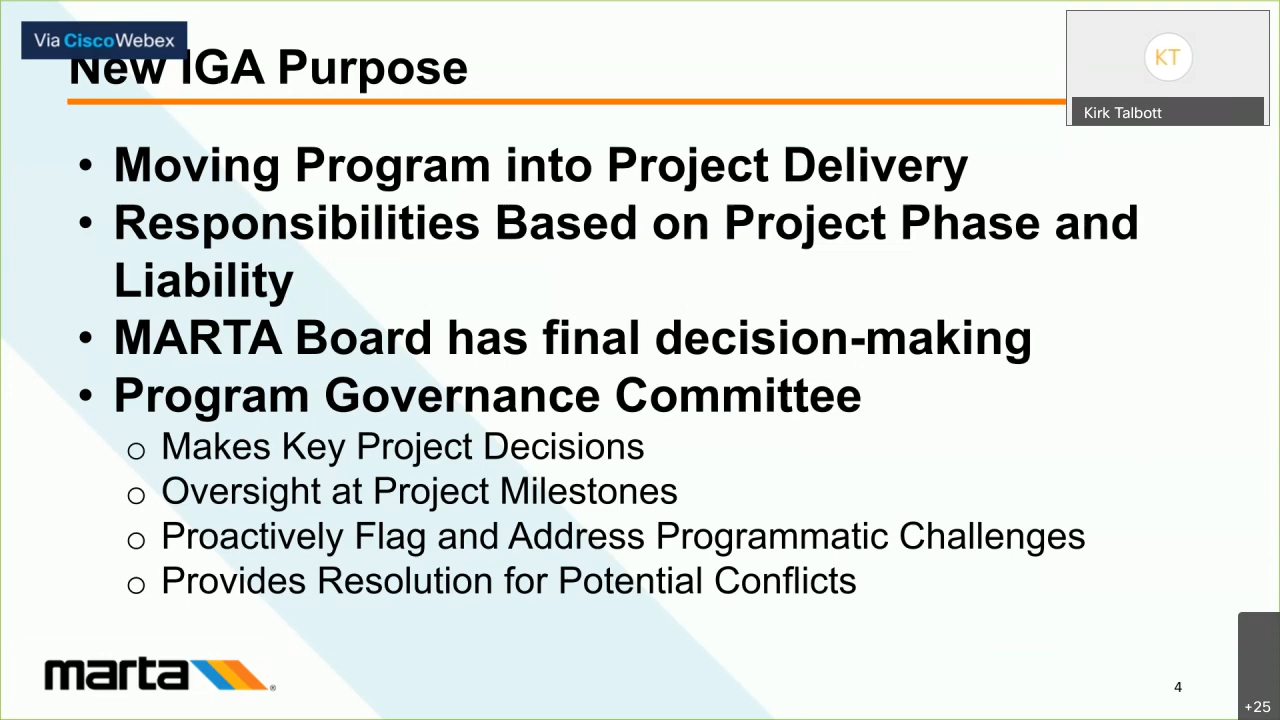 Via Cisco Webex
New IGA Purpose
KT
Kirk Talbott
• Moving Program into Project Delivery
• Responsibilities Based on Project Phase and
Liability
• MARTA Board has final decision-making
• Program Governance Committee
o Makes Key Project Decisions
o Oversight at Project Milestones
o Proactively Flag and Address Programmatic Challenges
o Provides Resolution for Potential Conflicts
marta®
4
+25